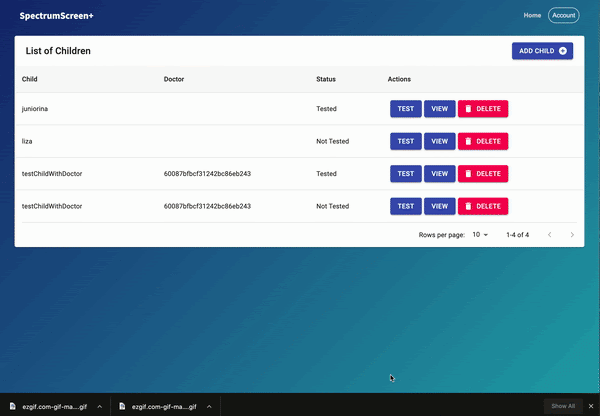 SpectrumScreen+ Home Account
List of Children ADD CHILD
Child Doctor Status Actions
juniorina Tested TEST VIEW DELETE
liza Not Tested TEST VIEW DELETE
testChildWithDoctor 60087bfbcf31242bc86eb243 Tested TEST VIEW DELETE
testChildWithDoctor 60087bfbcf31242bc86eb243 Not Tested TEST VIEW DELETE
Rows per page: 10 1-4 of 4
ezgif.com-gif-ma....gif ezgif.com-gif-ma....gif Show All